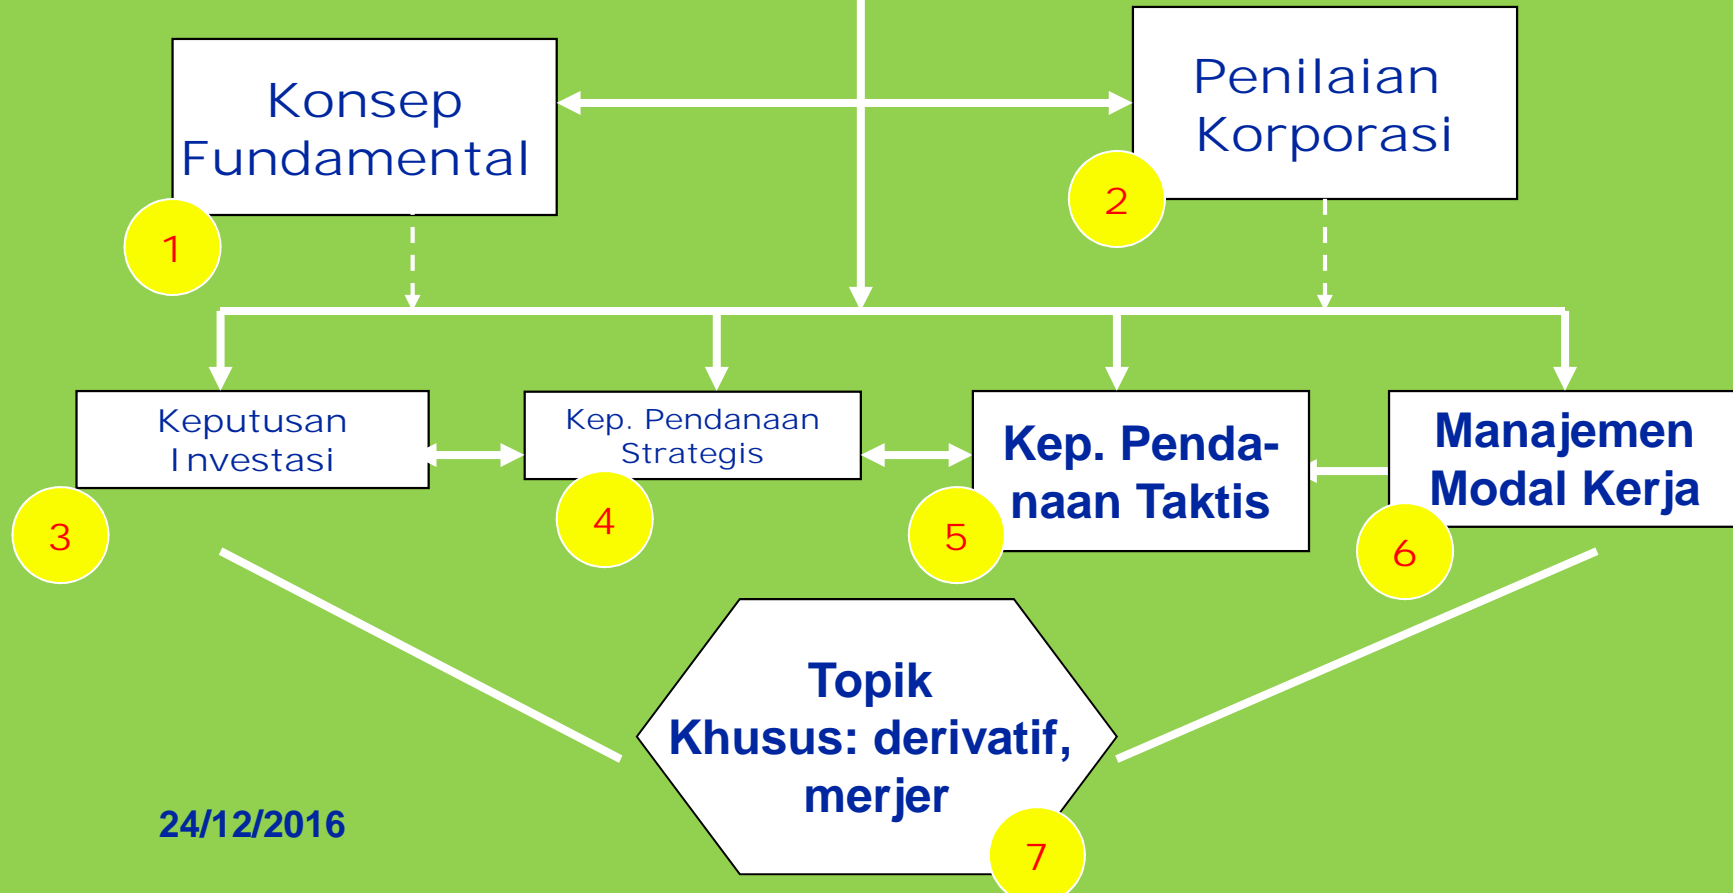 Konsep
Fundamental
1
Penilaian
Korporasi
2
Keputusan
Investasi
3
Kep. Pendanaan
Strategis
4
Kep. Penda-
naan Taktis
5
Manajemen
Modal Kerja
6
Topik
Khusus: derivatif,
merjer
7
24/12/2016